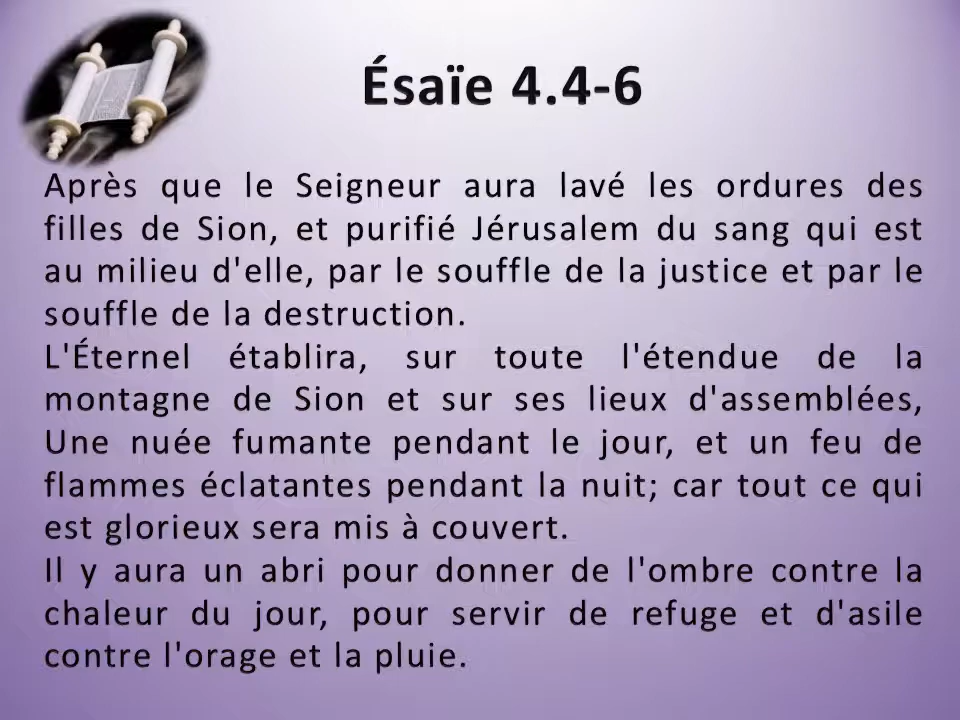 Ésaïe 4.4-6
Après que le Seigneur aura lavé les ordures des
filles de Sion, et purifié Jérusalem du sang qui est
au milieu d'elle, par le souffle de la justice et par le
souffle de la destruction.
L'Éternel établira, sur toute l'étendue de la
montagne de Sion et sur ses lieux d'assemblées,
Une nuée fumante pendant le jour, et un feu de
flammes éclatantes pendant la nuit; car tout ce qui
est glorieux sera mis à couvert.
Il y aura un abri pour donner de l'ombre contre la
chaleur du jour, pour servir de refuge et d'asile
contre l'orage et la pluie.